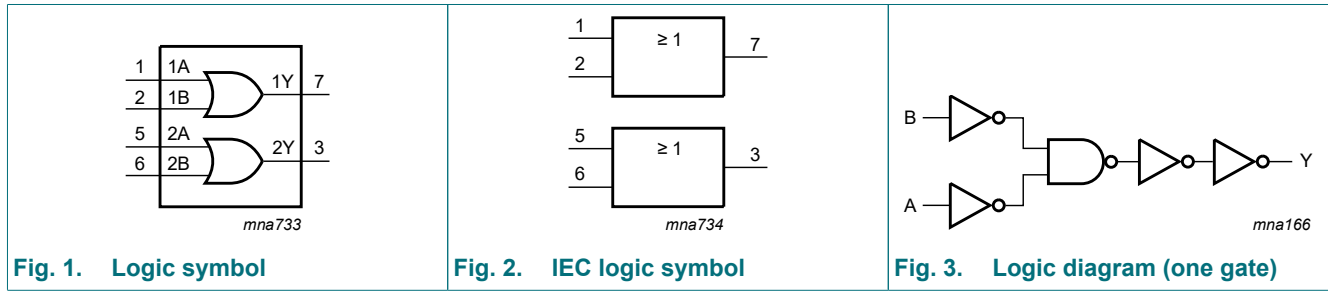 1 1A 1Y 7
2 1B
5 2A 2Y 3
6 2B
mna733
Fig. 1. Logic symbol
1 ≥ 1 7
2
5 ≥ 1 3
6
mna734
Fig. 2. IEC logic symbol
B
Y
A
mna166
Fig. 3. Logic diagram (one gate)